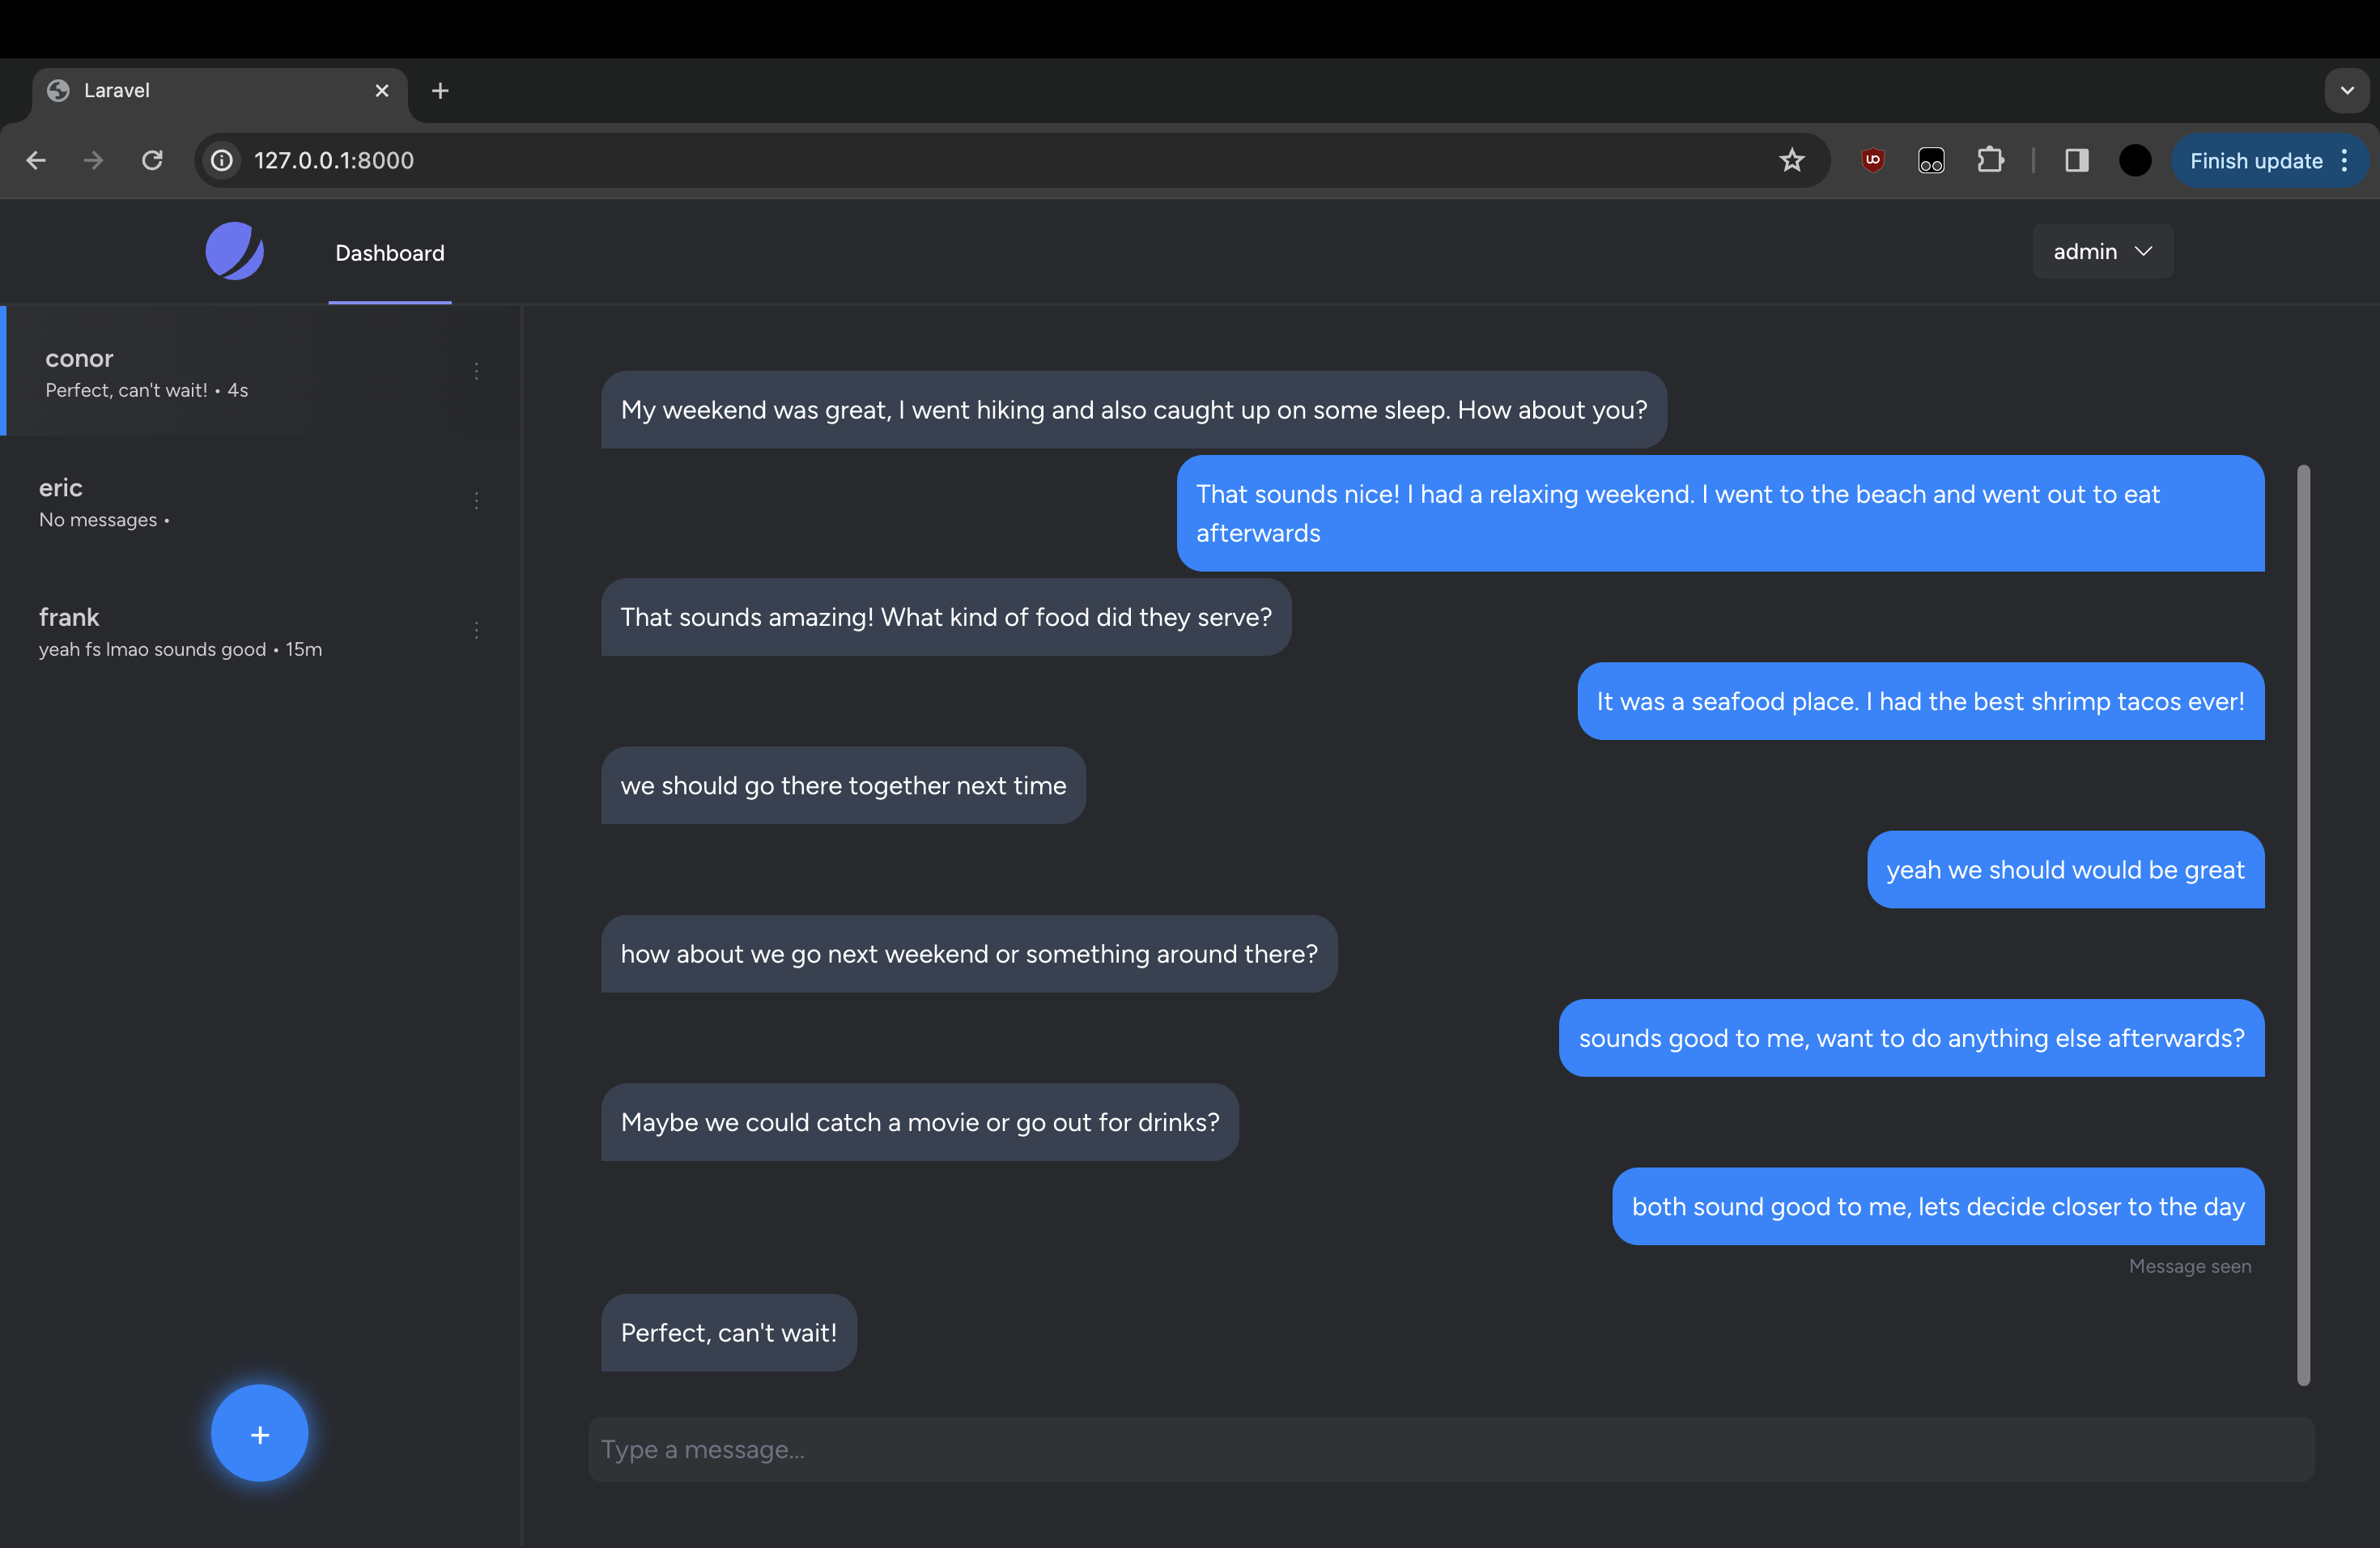 Laravel
127.0.0.1:8000
Finish update
Dashboard
admin
conor
Perfect, can't wait! • 4s
eric
No messages •
frank
yeah fs lmao sounds good • 15m
My weekend was great, I went hiking and also caught up on some sleep. How about you?
That sounds nice! I had a relaxing weekend. I went to the beach and went out to eat
afterwards
That sounds amazing! What kind of food did they serve?
It was a seafood place. I had the best shrimp tacos ever!
we should go there together next time
yeah we should would be great
how about we go next weekend or something around there?
sounds good to me, want to do anything else afterwards?
Maybe we could catch a movie or go out for drinks?
both sound good to me, lets decide closer to the day
Message seen
Perfect, can't wait!
+
Type a message...